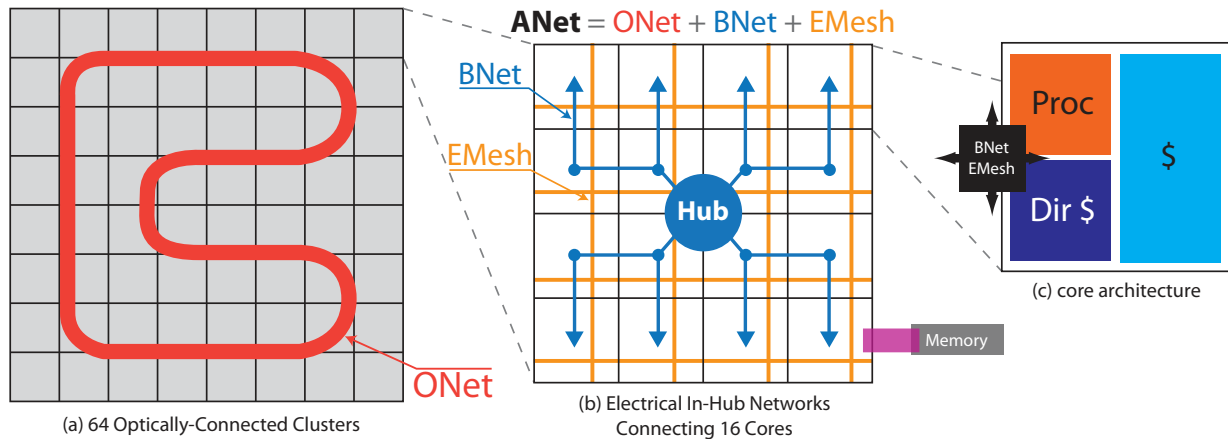 ANet = ONet + BNet + EMesh
BNet
EMesh
Hub
ONet
Memory
Proc
BNet
EMesh
Dir $
$
(a) 64 Optically-Connected Clusters
(b) Electrical In-Hub Networks
Connecting 16 Cores
(c) core architecture